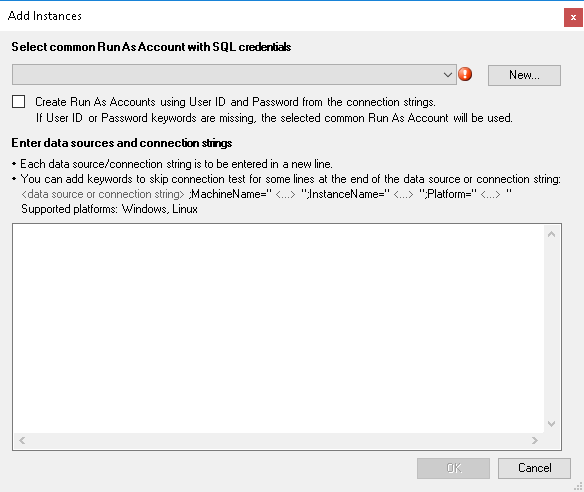 Add Instances
Select common Run As Account with SQL credentials
New...
Create Run As Accounts using User ID and Password from the connection strings.
If User ID or Password keywords are missing, the selected common Run As Account will be used.
Enter data sources and connection strings
• Each data source/connection string is to be entered in a new line.
• You can add keywords to skip connection test for some lines at the end of the data source or connection string:
<data source or connection string> ;MachineName=" <...> ";InstanceName=" <...> ";Platform=" <...> "
Supported platforms: Windows, Linux
OK
Cancel